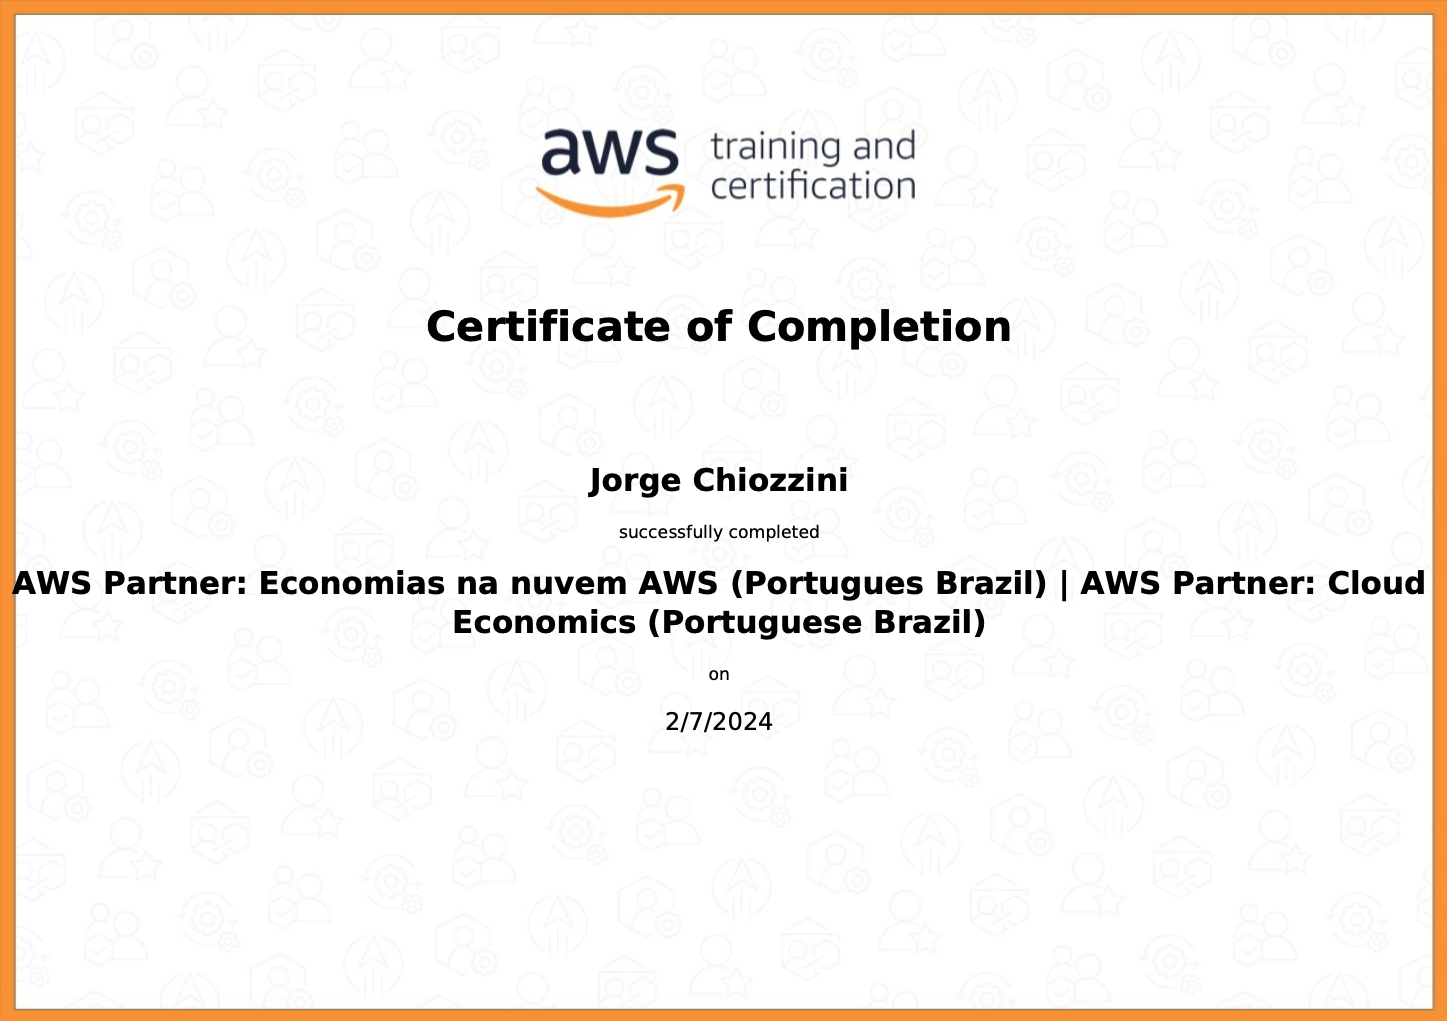 aws training and
certification
Certificate of Completion
Jorge Chiozzini
successfully completed
AWS Partner: Economias na nuvem AWS (Portugues Brazil) | AWS Partner: Cloud
Economics (Portuguese Brazil)
on
2/7/2024